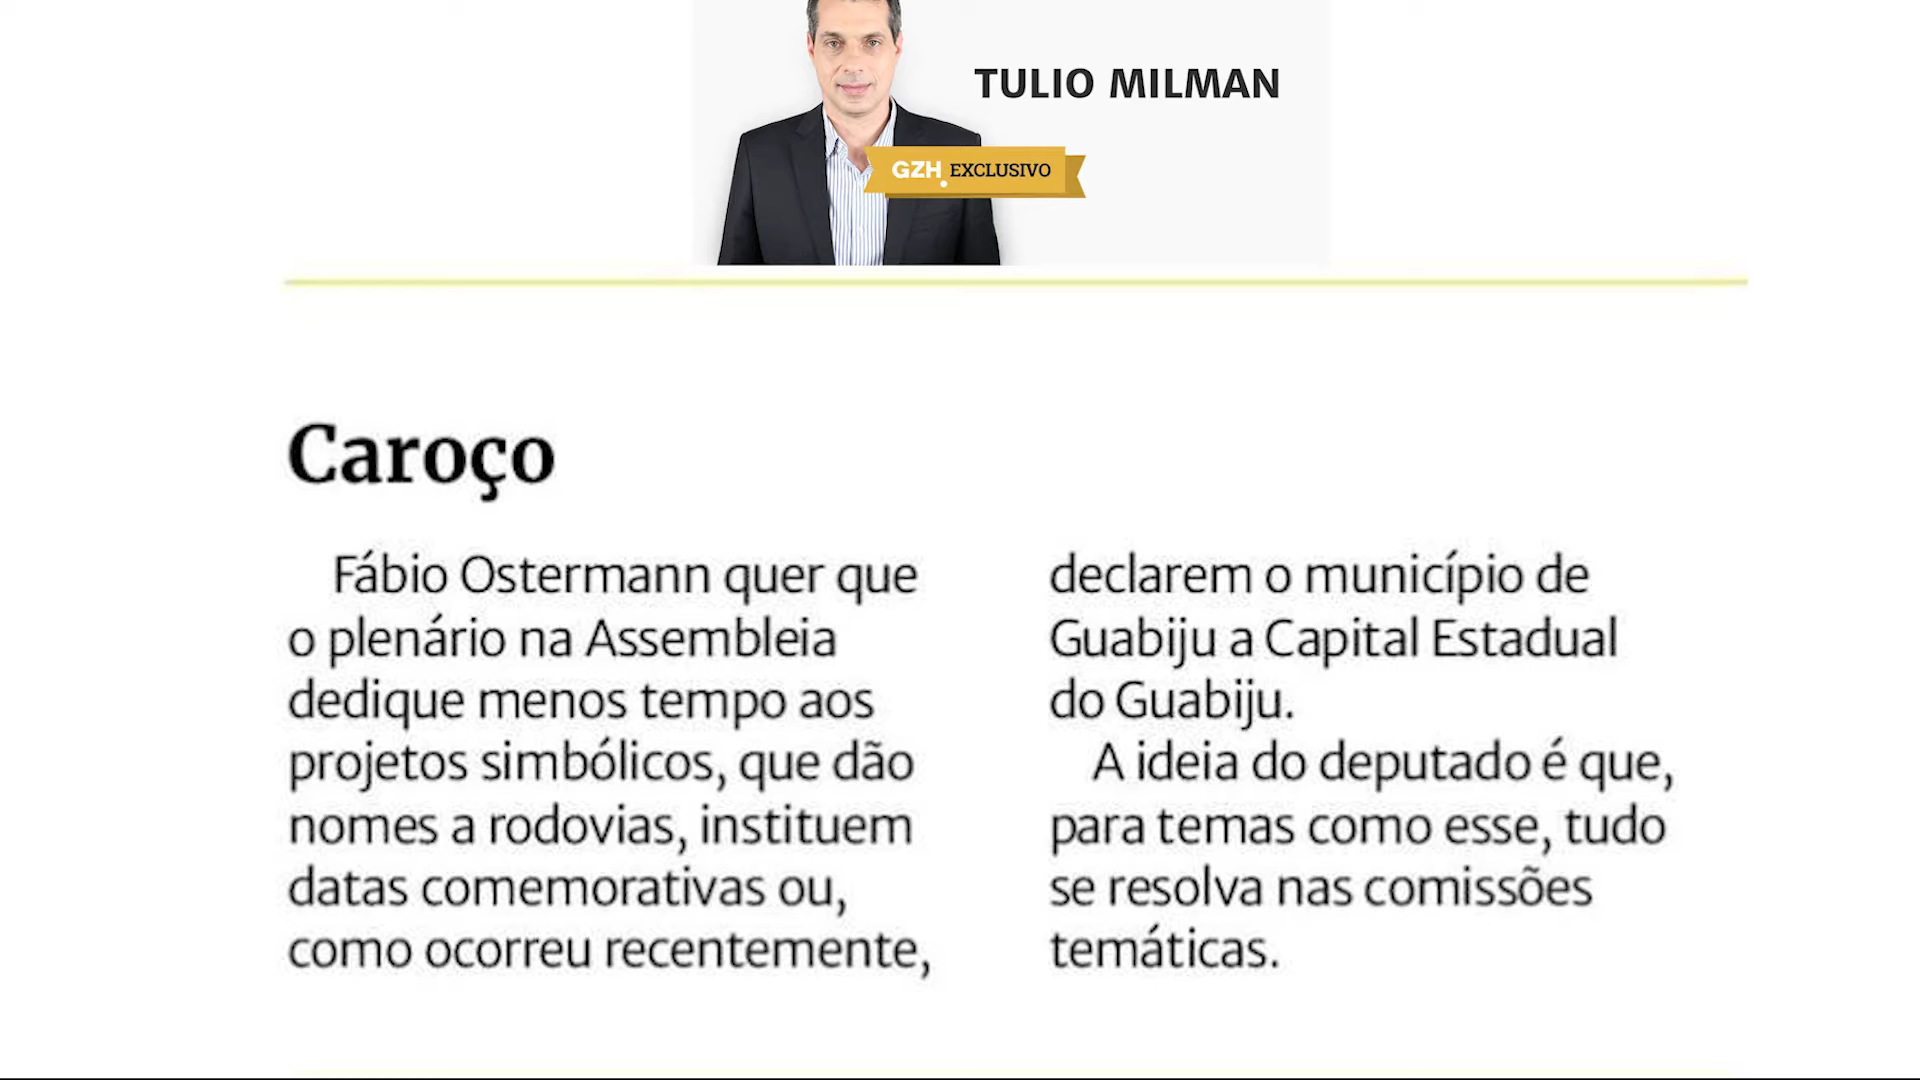 TULIO MILMAN
GZH EXCLUSIVO
Caroço
Fábio Ostermann quer que
o plenário na Assembleia
dedique menos tempo aos
projetos simbólicos, que dão
nomes a rodovias, instituem
datas comemorativas ou,
como ocorreu recentemente,
declarem o município de
Guabiju a Capital Estadual
do Guabiju.
A ideia do deputado é que,
para temas como esse, tudo
se resolva nas comissões
temáticas.